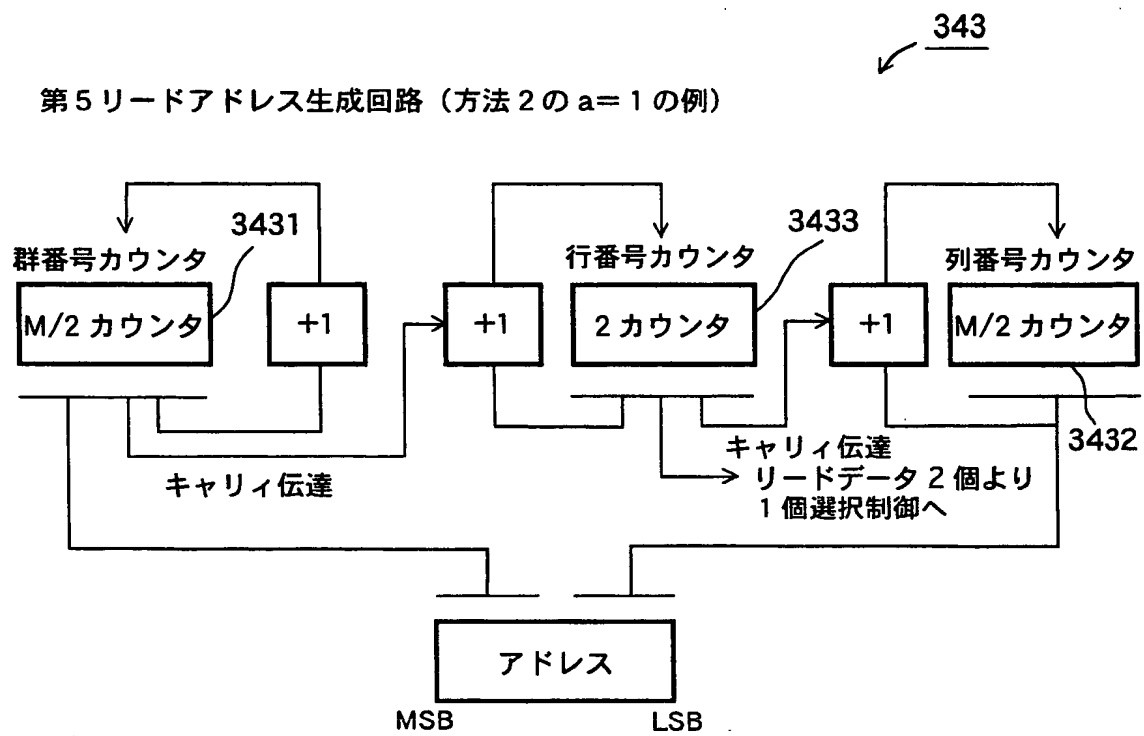 343
第5リードアドレス生成回路（方法2のa＝1の例）
3431
3433
群番号カウンタ
行番号カウンタ
列番号カウンタ
M/2 カウンタ
+1
+1
2 カウンタ
+1
M/2 カウンタ
3432
キャリィ伝達
キャリィ伝達
リードデータ2個より
1個選択制御へ
アドレス
MSB
LSB